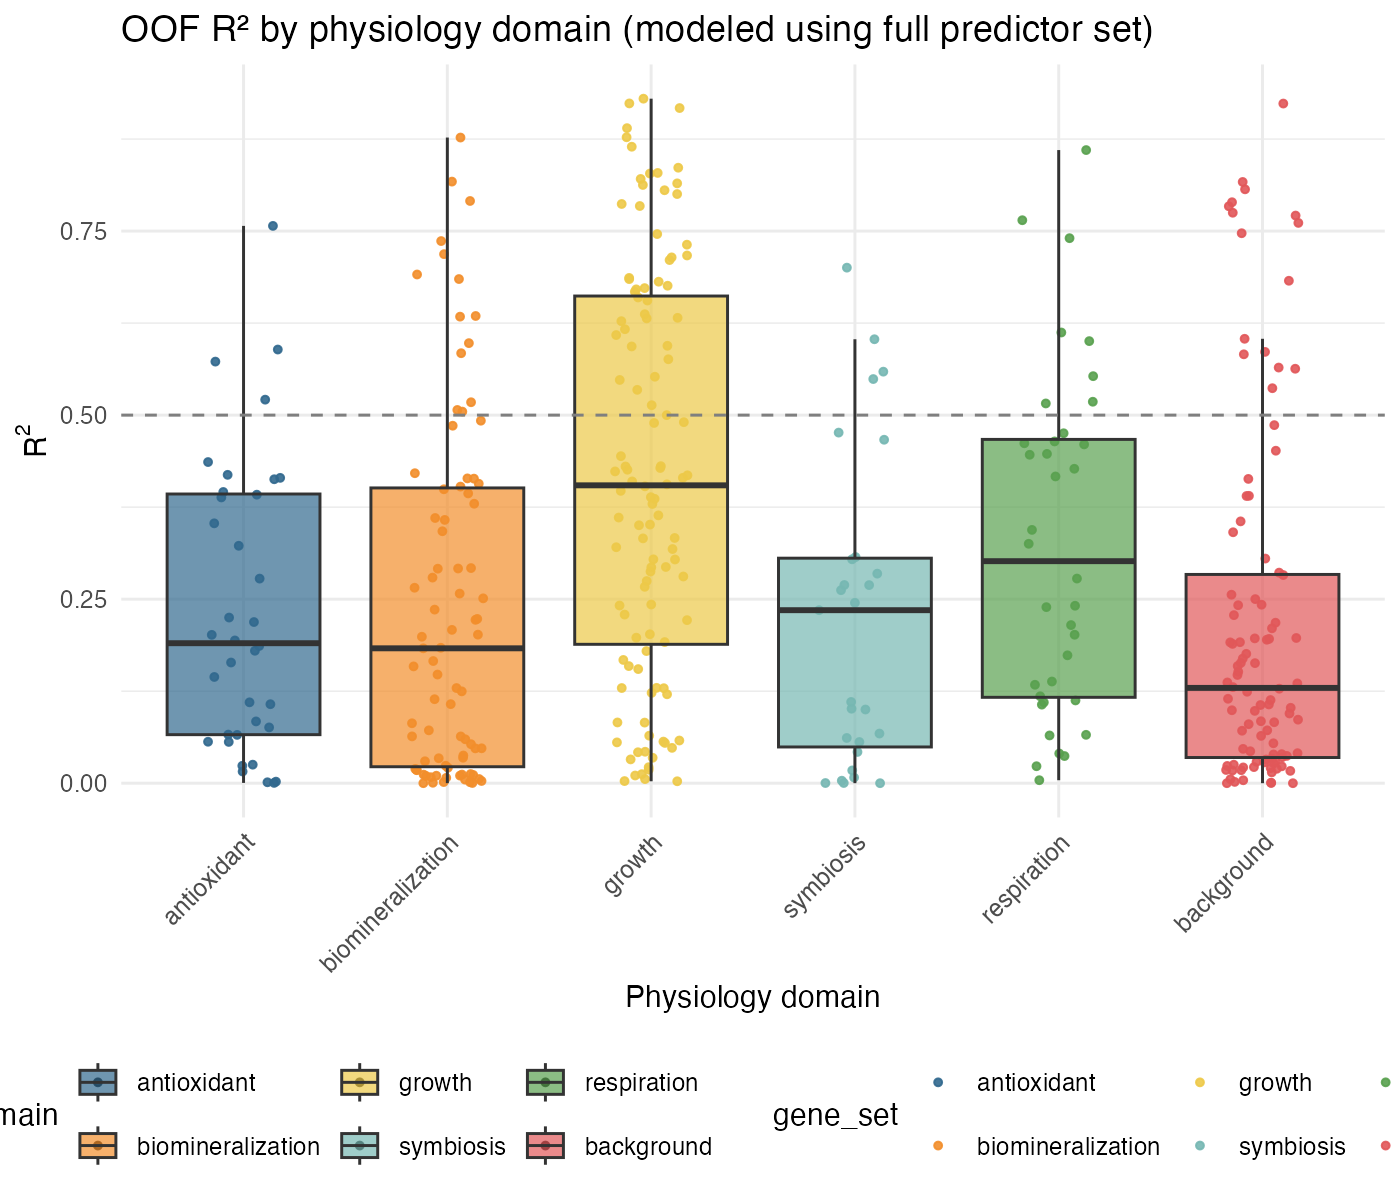 OOF R² by physiology domain (modeled using full predictor set)
R²
0.75
0.50
0.25
0.00
antioxidant
biomineralization
growth
symbiosis
respiration
background
Physiology domain
main
antioxidant
growth
respiration
biomineralization
symbiosis
background
gene_set
antioxidant
growth
biomineralization
symbiosis